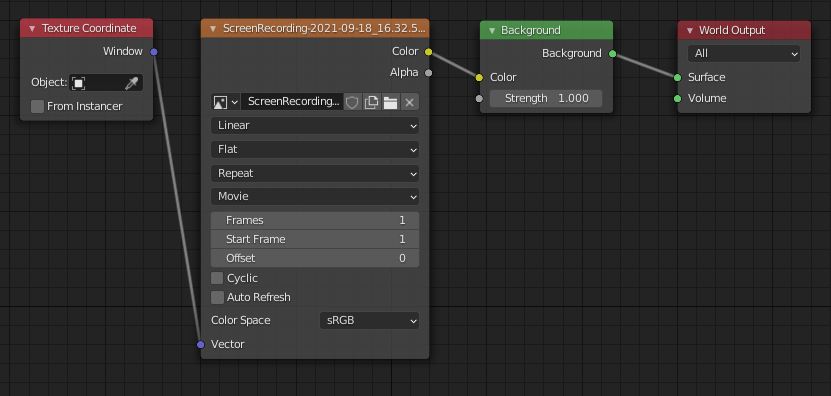 Texture Coordinate
Window
Object:
From Instancer
ScreenRecording-2021-09-18_16.32.5...
Color
Alpha
ScreenRecording...
Linear
Flat
Repeat
Movie
Frames 1
Start Frame 1
Offset 0
Cyclic
Auto Refresh
Color Space sRGB
Vector
Background
Background
Color
Strength 1.000
World Output
All
Surface
Volume